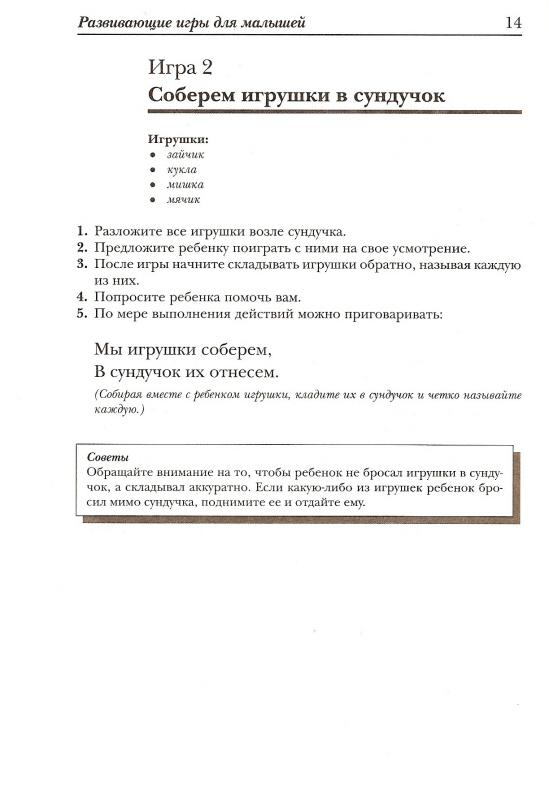 Развивающие игры для малышей 14
Игра 2
Соберем игрушки в сундучок
Игрушки:
• зайчик
• кукла
• мишка
• мячик
1. Разложите все игрушки возле сундучка.
2. Предложите ребенку поиграть с ними на свое усмотрение.
3. После игры начните складывать игрушки обратно, называя каждую
из них.
4. Попросите ребенка помочь вам.
5. По мере выполнения действий можно приговаривать:
Мы игрушки соберем,
В сундучок их отнесем.
(Собирая вместе с ребенком игрушки, кладите их в сундучок и четко называйте
каждую.)
Советы
Обращайте внимание на то, чтобы ребенок не бросал игрушки в сунду-
чок, а складывал аккуратно. Если какую-либо из игрушек ребенок бро-
сил мимо сундучка, поднимите ее и отдайте ему.